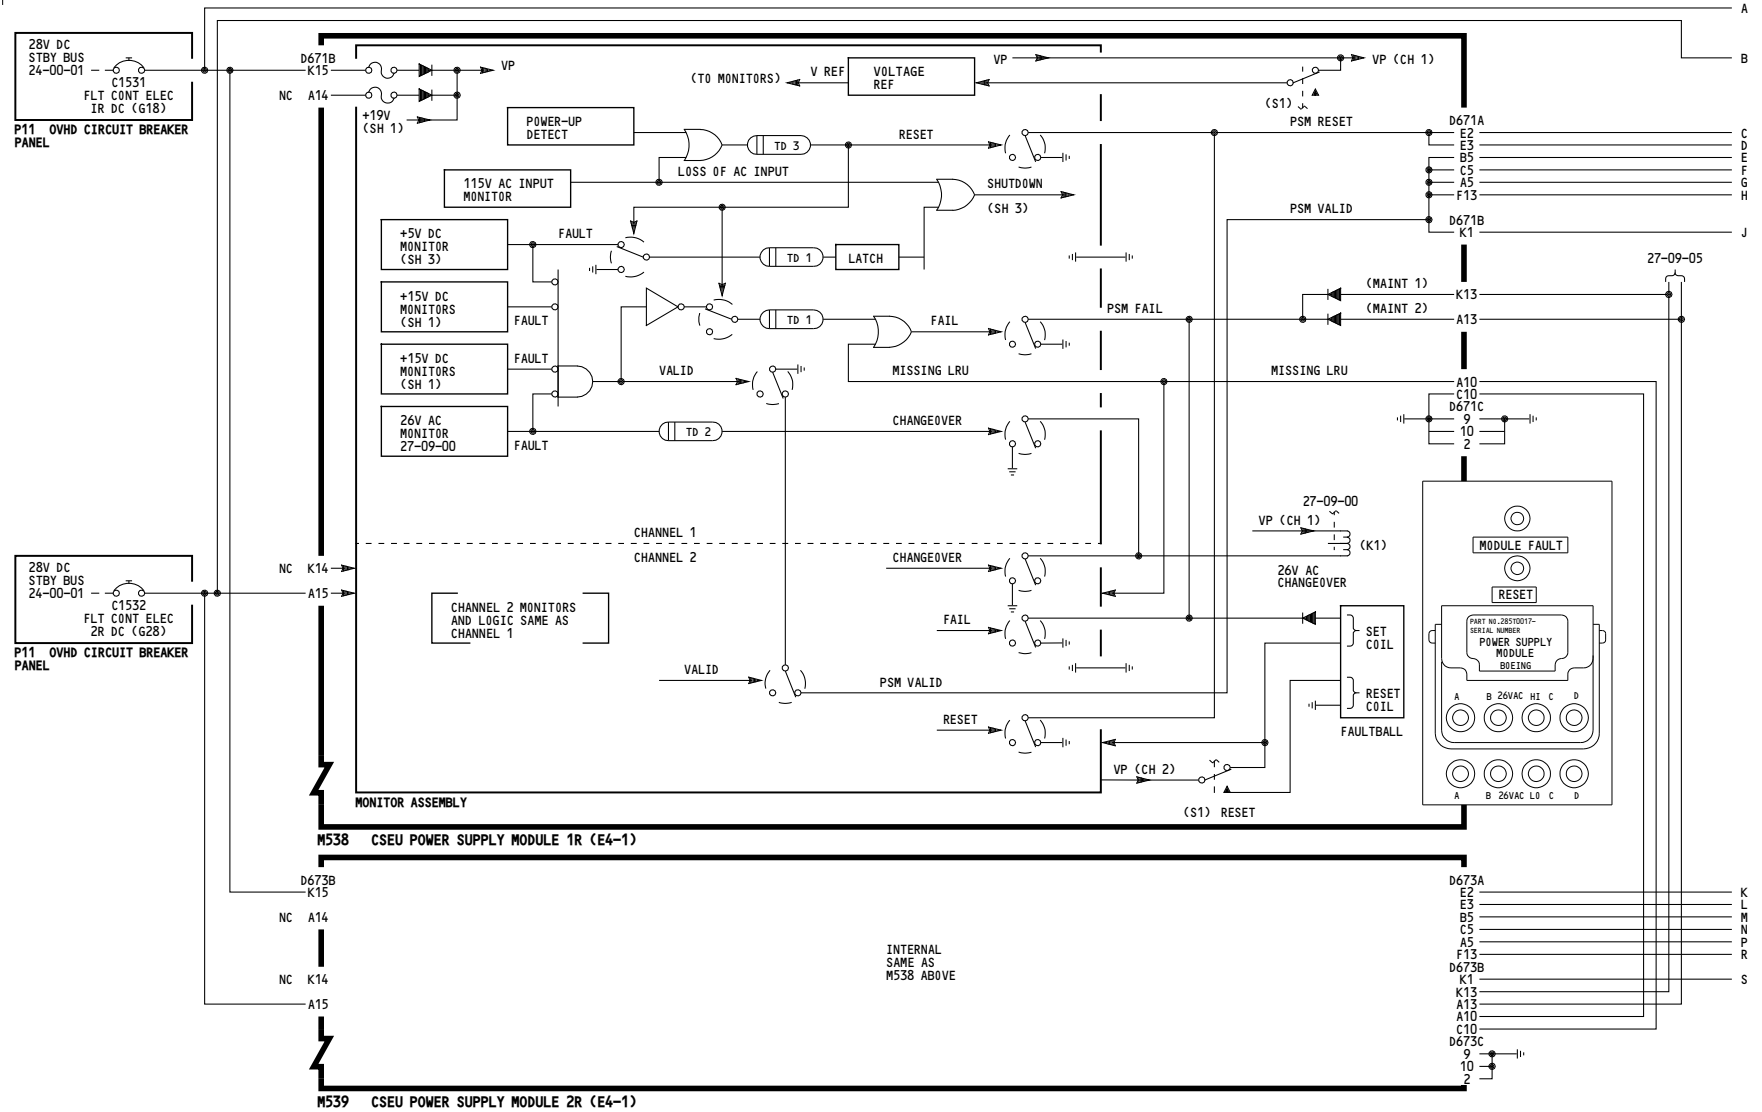 28V DC
STBY BUS
24-00-01
C1531
FLT CONT ELEC
1R DC (G18)
P11 OVHD CIRCUIT BREAKER
PANEL
28V DC
STBY BUS
24-00-01
C1532
FLT CONT ELEC
2R DC (G28)
P11 OVHD CIRCUIT BREAKER
PANEL
D671B
K15
NC A14
+19V
(SH 1)
VP
POWER-UP
DETECT
115V AC INPUT
MONITOR
+5V DC
MONITOR
(SH 3)
+15V DC
MONITORS
(SH 1)
+15V DC
MONITORS
(SH 1)
26V AC
MONITOR
27-09-00
FAULT
FAULT
FAULT
FAULT
TD 3
LOSS OF AC INPUT
RESET
SHUTDOWN
(SH 3)
TD 1
LATCH
TD 1
FAIL
VALID
MISSING LRU
TD 2
CHANGEOVER
(TO MONITORS)
V REF
VOLTAGE
REF
VP
VP (CH 1)
(S1)
PSM RESET
PSM VALID
PSM FAIL
(MAINT 1)
(MAINT 2)
MISSING LRU
D671A
E2
E3
B5
C5
A5
F13
D671B
K1
K13
A13
A10
C10
D671C
9
10
2
27-09-05
A
B
C
D
E
F
G
H
J
CHANNEL 1
CHANNEL 2
NC K14
A15
CHANNEL 2 MONITORS
AND LOGIC SAME AS
CHANNEL 1
CHANGEOVER
FAIL
VALID
PSM VALID
RESET
27-09-00
VP (CH 1)
(K1)
26V AC
CHANGEOVER
SET
COIL
RESET
COIL
FAULTBALL
VP (CH 2)
(S1) RESET
MONITOR ASSEMBLY
M538 CSEU POWER SUPPLY MODULE 1R (E4-1)
MODULE FAULT
RESET
PART NO.285T0017-
SERIAL NUMBER
POWER SUPPLY
MODULE
BOEING
A B 26VAC HI C D
A B 26VAC LO C D
D673B
K15
NC A14
NC K14
A15
INTERNAL
SAME AS
M538 ABOVE
D673A
E2
E3
B5
C5
A5
F13
D673B
K1
K13
A13
A10
C10
D673C
9
10
2
K
L
M
N
P
R
S
M539 CSEU POWER SUPPLY MODULE 2R (E4-1)